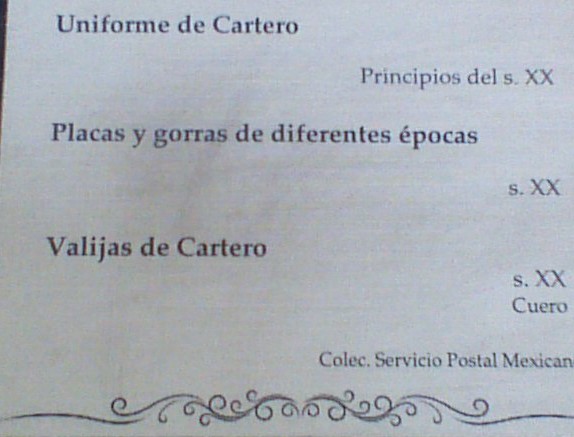 Uniforme de Cartero
Principios del s. XX
Placas y gorras de diferentes épocas
s. XX
Valijas de Cartero
s. XX
Cuero
Colec. Servicio Postal Mexican